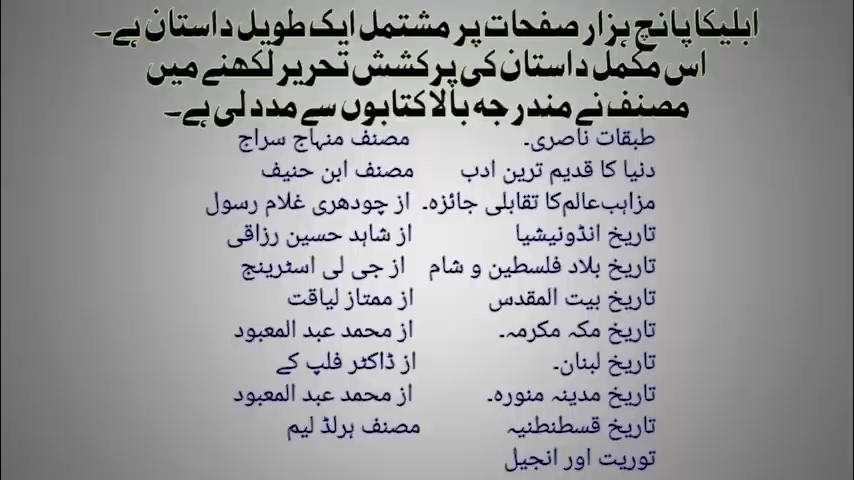 ابلیکا پانچ ہزار صفحات پر مشتمل ایک طویل داستان ہے۔
اس مکمل داستان کی پرکشش تحریر لکھنے میں
مصنف نے مندرجہ بالا کتابوں سے مدد لی ہے۔
طبقات ناصری۔ مصنف منہاج سراج
دنیا کا قدیم ترین ادب مصنف ابن حنیف
مزاہب عالم کا تقابلی جائزہ۔ از چودھری غلام رسول
تاریخ انڈونیشیا از شاہد حسین رزاقی
تاریخ بلاد فلسطین و شام از جی لی اسٹرینج
تاریخ بیت المقدس از ممتاز لیاقت
تاریخ مکہ مکرمہ۔ از محمد عبد المعبود
تاریخ لبنان۔ از ڈاکٹر فلپ کے
تاریخ مدینہ منورہ۔ از محمد عبد المعبود
تاریخ قسطنطنیہ مصنف ہرلڈ لیم
توریت اور انجیل